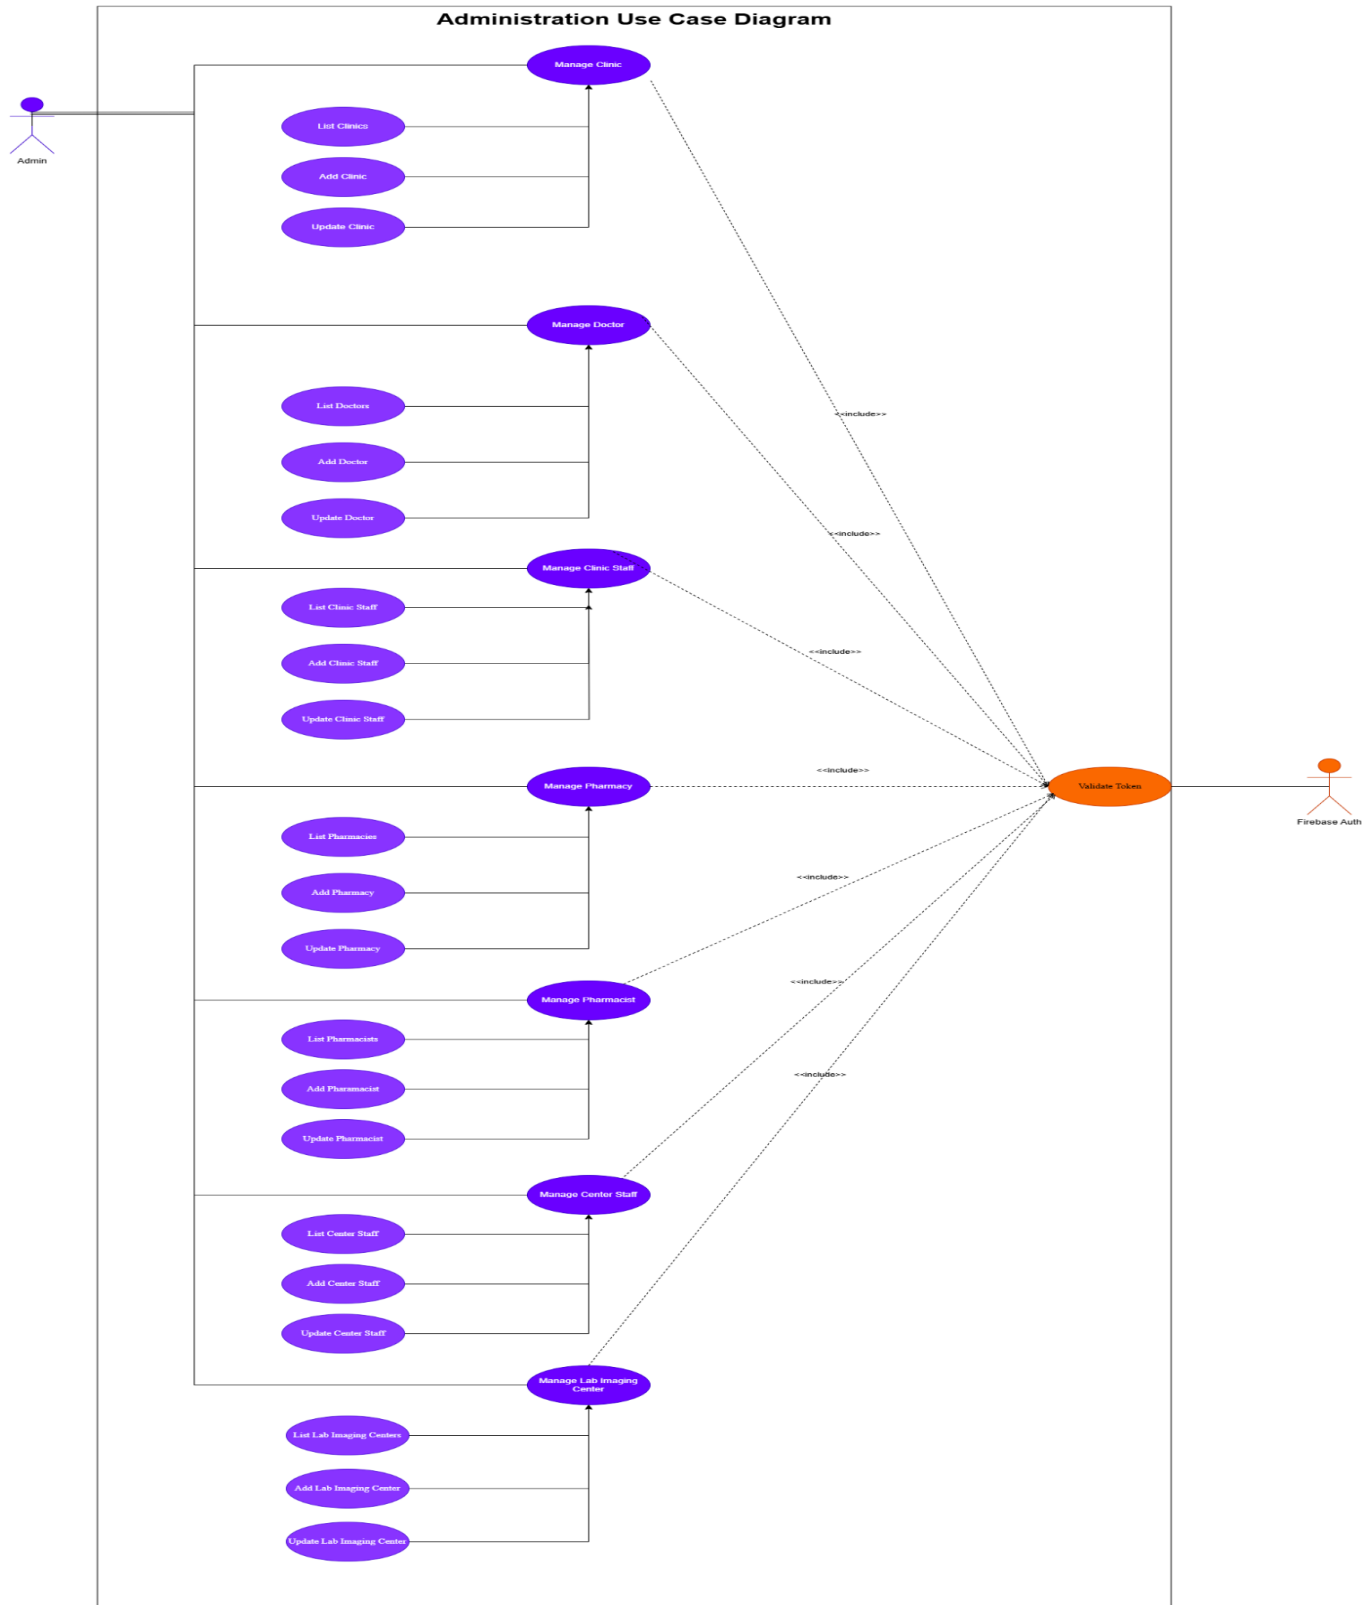 Administration Use Case Diagram
Manage Clinic
Admin
List Clinics
Add Clinic
Update Clinic
Manage Doctor
List Doctors
<<include>>
Add Doctor
Update Doctor
<<include>>
Manage Clinic Staff
List Clinic Staff
<<include>>
Add Clinic Staff
Update Clinic Staff
<<include>>
Manage Pharmacy
Validate Token
Firebase Auth
List Pharmacies
<<include>>
Add Pharmacy
Update Pharmacy
<<include>>
Manage Pharmacist
List Pharmacists
<<include>>
Add Pharamacist
Update Pharmacist
Manage Center Staff
List Center Staff
Add Center Staff
Update Center Staff
Manage Lab Imaging
Center
List Lab Imaging Centers
Add Lab Imaging Center
Update Lab Imaging Center